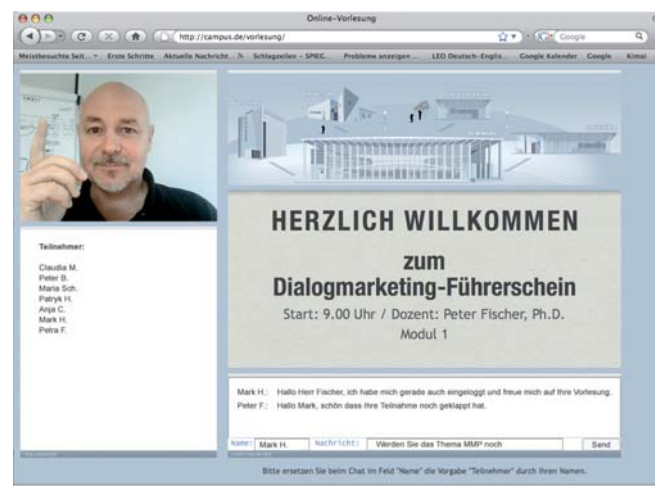 Online-Vorlesung
http://campus.de/vorlesung/
Google
Meistbesuchte Seit... Erste Schritte Aktuelle Nachricht... Schlagzeilen - SPIEG... Probleme anzeigen ... LEO Deutsch-Englis... Google Kalender Google Kimai
HERZLICH WILLKOMMEN
zum
Dialogmarketing-Führerschein
Start: 9.00 Uhr / Dozent: Peter Fischer, Ph.D.
Modul 1
Teilnehmer:
Claudia M.
Peter B.
Maria Sch.
Patryk H.
Anja C.
Mark H.
Petra F.
Mark H.: Hallo Herr Fischer, ich habe mich gerade auch eingeloggt und freue mich auf Ihre Vorlesung.
Peter F.: Hallo Mark, schön dass Ihre Teilnahme noch geklappt hat.
Name: Mark H. Nachricht: Werden Sie das Thema MMP noch Send
Bitte ersetzen Sie beim Chat im Feld "Name" die Vorgabe "Teilnehmer" durch Ihren Namen.